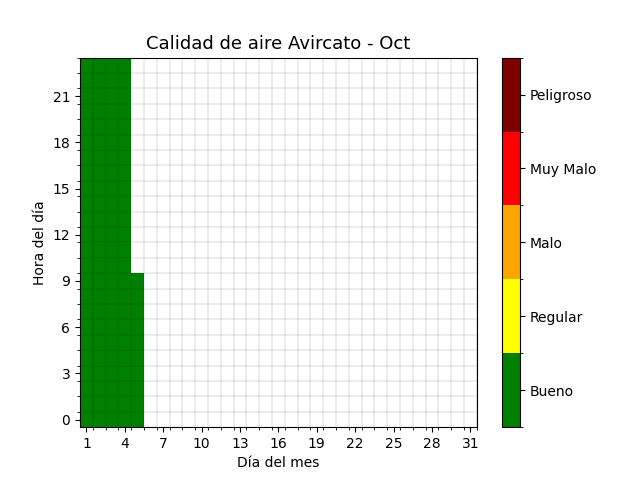 Calidad de aire Avircato - Oct
Hora del día
21
18
15
12
9
6
3
0
1 4 7 10 13 16 19 22 25 28 31
Día del mes
Peligroso
Muy Malo
Malo
Regular
Bueno